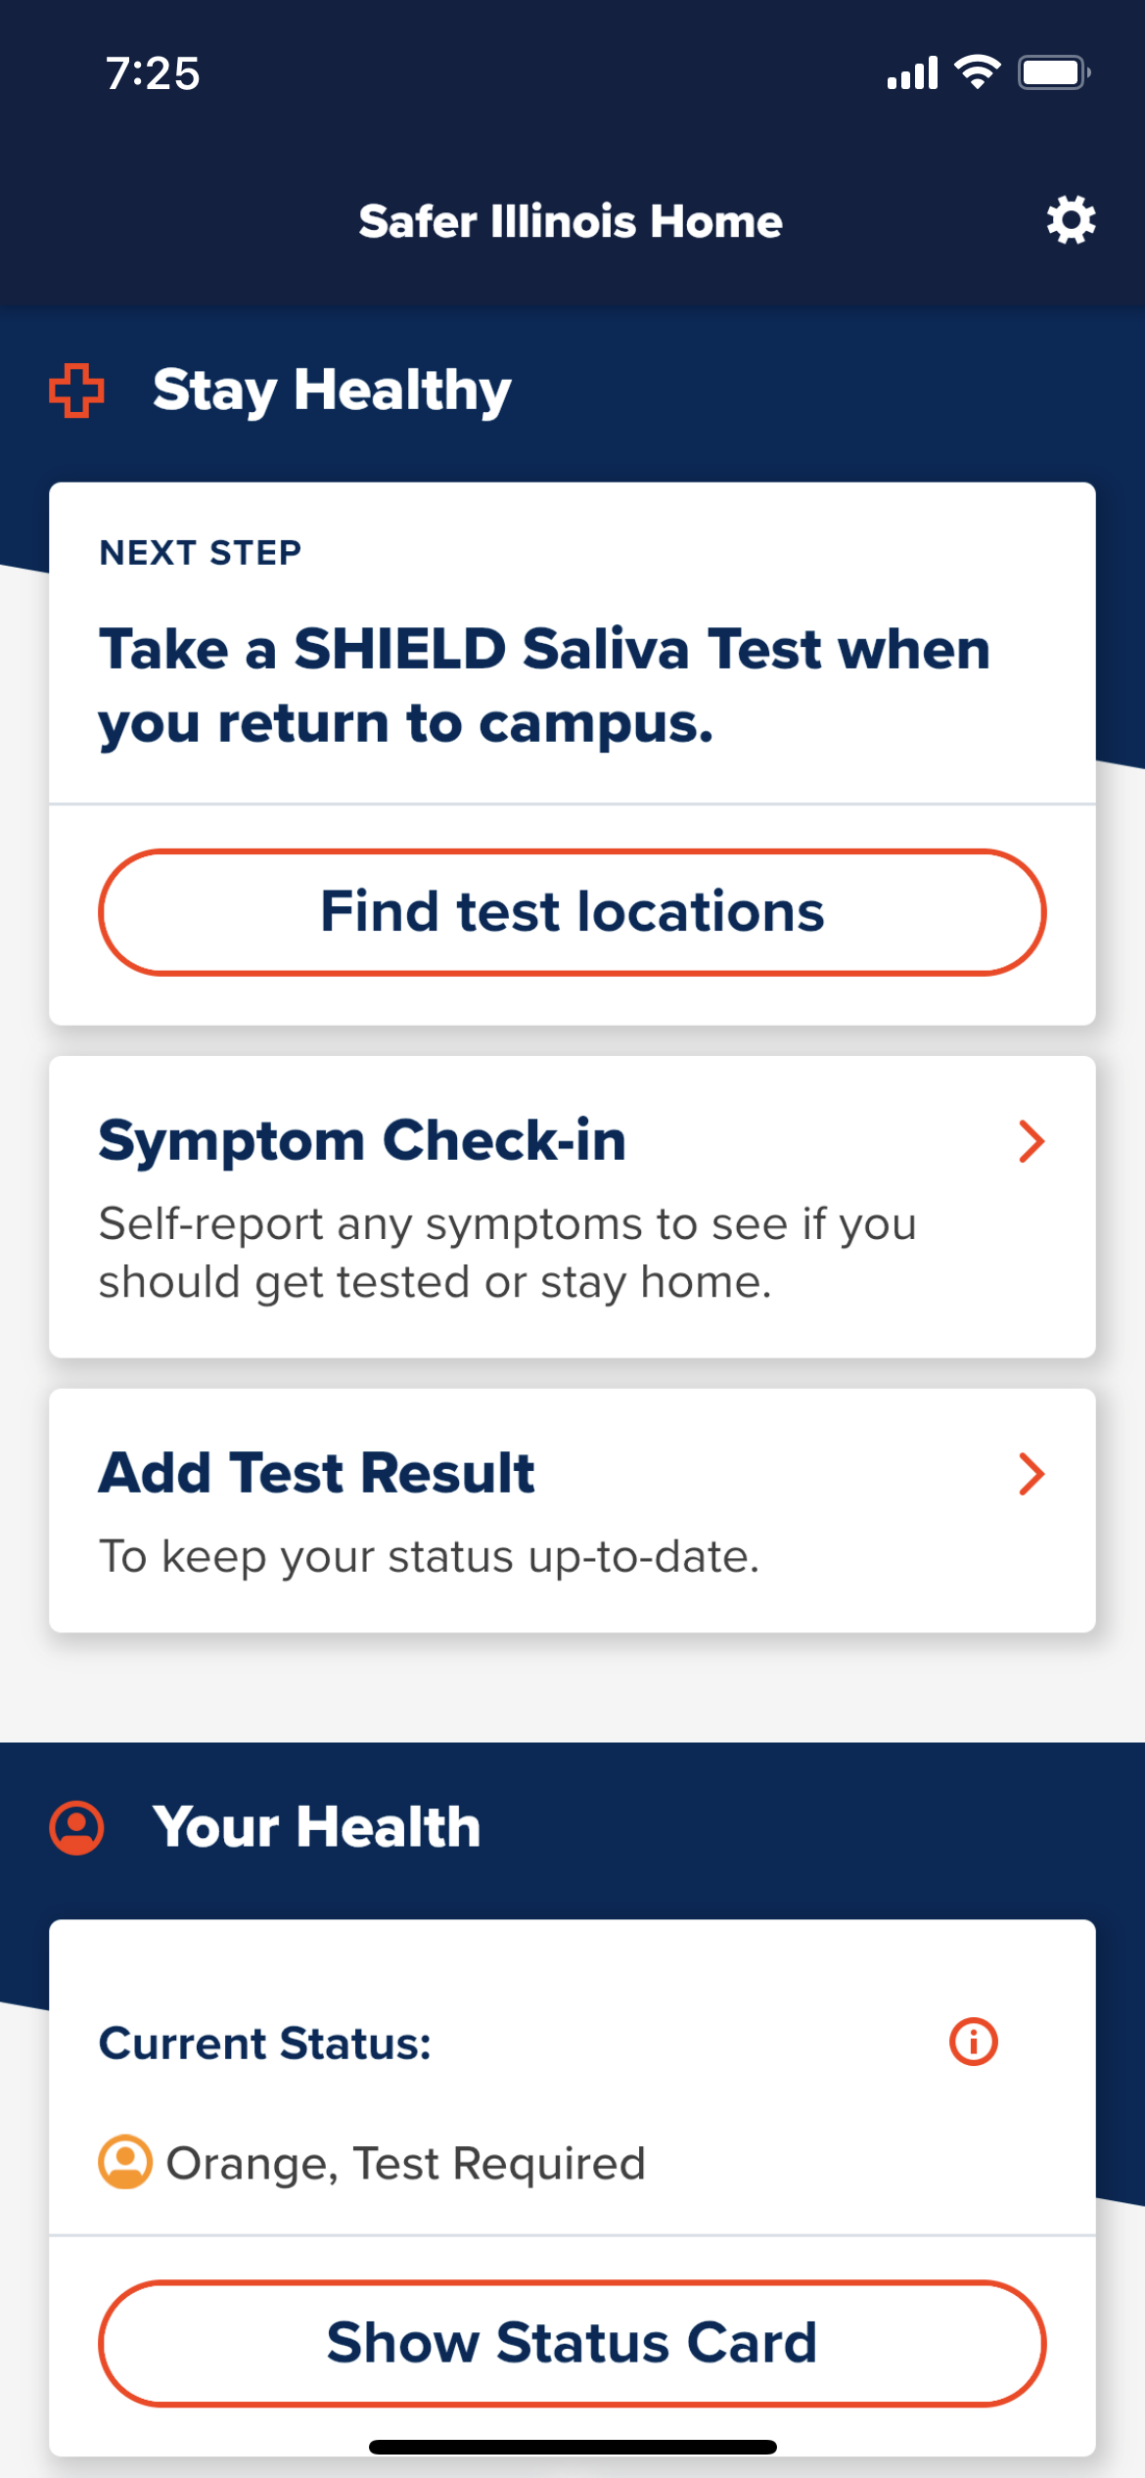 7:25
Safer Illinois Home
Stay Healthy
NEXT STEP
Take a SHIELD Saliva Test when
you return to campus.
Find test locations
Symptom Check-in
Self-report any symptoms to see if you
should get tested or stay home.
Add Test Result
To keep your status up-to-date.
Your Health
Current Status:
Orange, Test Required
Show Status Card